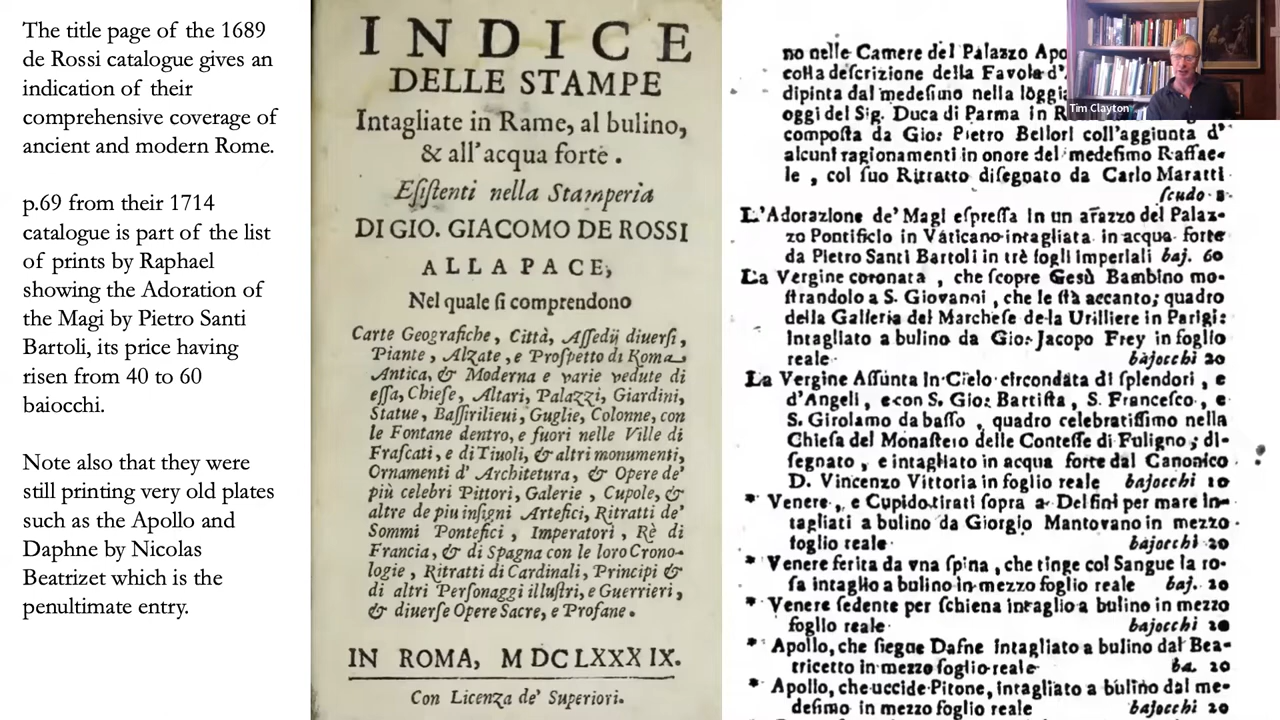 The title page of the 1689
de Rossi catalogue gives an
indication of their
comprehensive coverage of
ancient and modern Rome.
p.69 from their 1714
catalogue is part of the list
of prints by Raphael
showing the Adoration of
the Magi by Pietro Santi
Bartoli, its price having
risen from 40 to 60
baiocchi.
Note also that they were
still printing very old plates
such as the Apollo and
Daphne by Nicolas
Beatrizet which is the
penultimate entry.
INDICE
DELLE STAMPE
Intagliate in Rame, al bulino,
& all'acqua forte.
Eſiſtenti nella Stamperia
DI GIO. GIACOMO DE ROSSI
ALLA PACE,
Nel quale ſi comprendono
Carte Geografiche, Città, Aſſedij diuerſi,
Piante, Alzate, e Proſpetto di Roma
Antica, & Moderna e varie vedute di
eſſa, Chieſe, Altari, Palazzi, Giardini,
Statue, Baſſirilieui, Guglie, Colonne, con
le Fontane dentro, e fuori nelle Ville di
Fraſcati, e di Tiuoli, & altri monumenti,
Ornamenti d' Architetura, & Opere de'
più celebri Pittori, Galerie, Cupole, &
altre de piu inſigni Artefici, Ritratti de'
Sommi Pontefici, Imperatori, Rè di
Francia, & di Spagna con le loro Crono-
logie, Ritratti di Cardinali, Principi &
di altri Perſonaggi illuſtri, e Guerrieri,
& diuerſe Opere Sacre, e Profane.
IN ROMA, MDCLXXXIX.
Con Licenza de' Superiori.
no nelle Camere del Palazzo Apo
colla deſcrizione della Favola d'
dipinta dal medeſimo nella loggia
oggi del Sig. Duca di Parma in R
compoſta da Gio: Pietro Bellori coll'aggiunta d'
alcuni ragionamenti in onore del medeſimo Raffae-
le, col ſuo Ritratto diſegnato da Carlo Maratti
ſcudo
L'Adorazione de' Magi eſpreſſa in un arazzo del Palaz-
zo Pontificio in Vaticano intagliata in acqua forte
da Pietro Santi Bartoli in trè fogli imperiali baj. 60
La Vergine coronata, che ſcopre Gesù Bambino mo-
ſtrandolo a S. Giovanni, che le ſtà accanto; quadro
della Galleria del Marcheſe de la Urilliere in Parigi:
Intagliato a bulino da Gio: Jacopo Frey in foglio
reale bajocchi 20
La Vergine Aſſunta in Cielo circondata di ſplendori, e
d'Angeli, e con S. Gio: Battiſta, S. Franceſco, e
S. Girolamo da baſſo, quadro celebratiſſimo nella
Chieſa del Monaſterio delle Conteſſe di Fuligno; di-
ſegnato, e intagliato in acqua forte dal Canonico
D. Vincenzo Vittoria in foglio reale bajocchi 10
* Venere, e Cupido tirati ſopra a Delfini per mare in-
tagliati a bulino da Giorgio Mantovano in mezzo
foglio reale bajocchi 20
* Venere ferita da vna ſpina, che tinge col Sangue la ro-
ſa intaglio a bulino in mezzo foglio reale baj. 20
* Venere ſedente per ſchiena intaglio a bulino in mezzo
foglio reale bajocchi 20
* Apollo, che ſiegue Dafne Intagliato a bulino dal Bea-
tricetto in mezzo foglio reale ba. 20
* Apollo, che uccide Pitone, intagliato a bulino dal me-
deſimo in mezzo foglio reale bajocchi 20
Tim Clayton